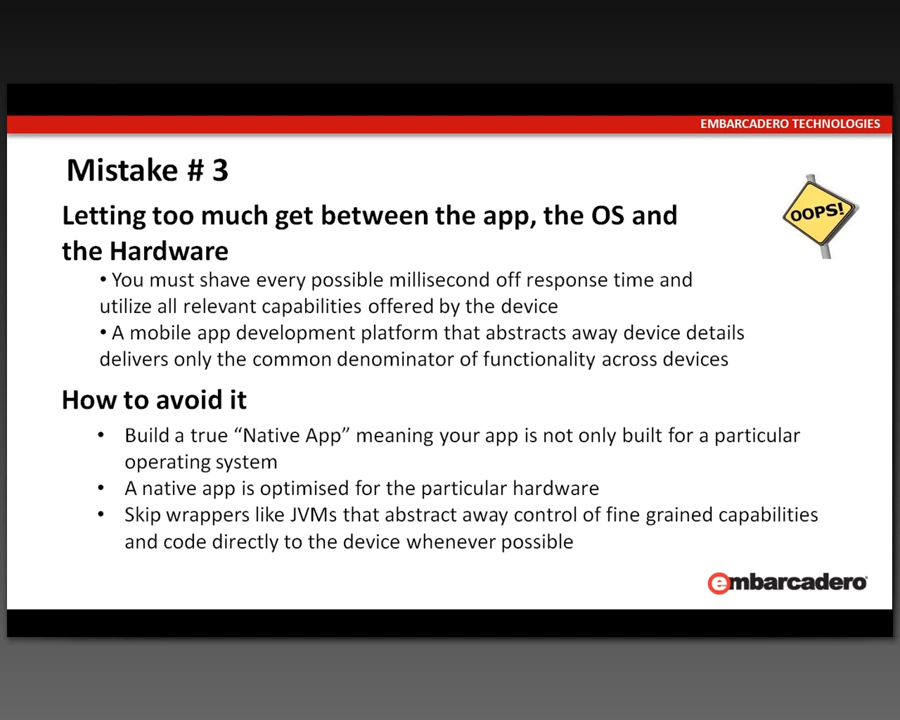 EMBARCADERO TECHNOLOGIES
Mistake # 3
OOPS!
Letting too much get between the app, the OS and
the Hardware
• You must shave every possible millisecond off response time and
utilize all relevant capabilities offered by the device
• A mobile app development platform that abstracts away device details
delivers only the common denominator of functionality across devices
How to avoid it
• Build a true “Native App” meaning your app is not only built for a particular
operating system
• A native app is optimised for the particular hardware
• Skip wrappers like JVMs that abstract away control of fine grained capabilities
and code directly to the device whenever possible
embarcadero